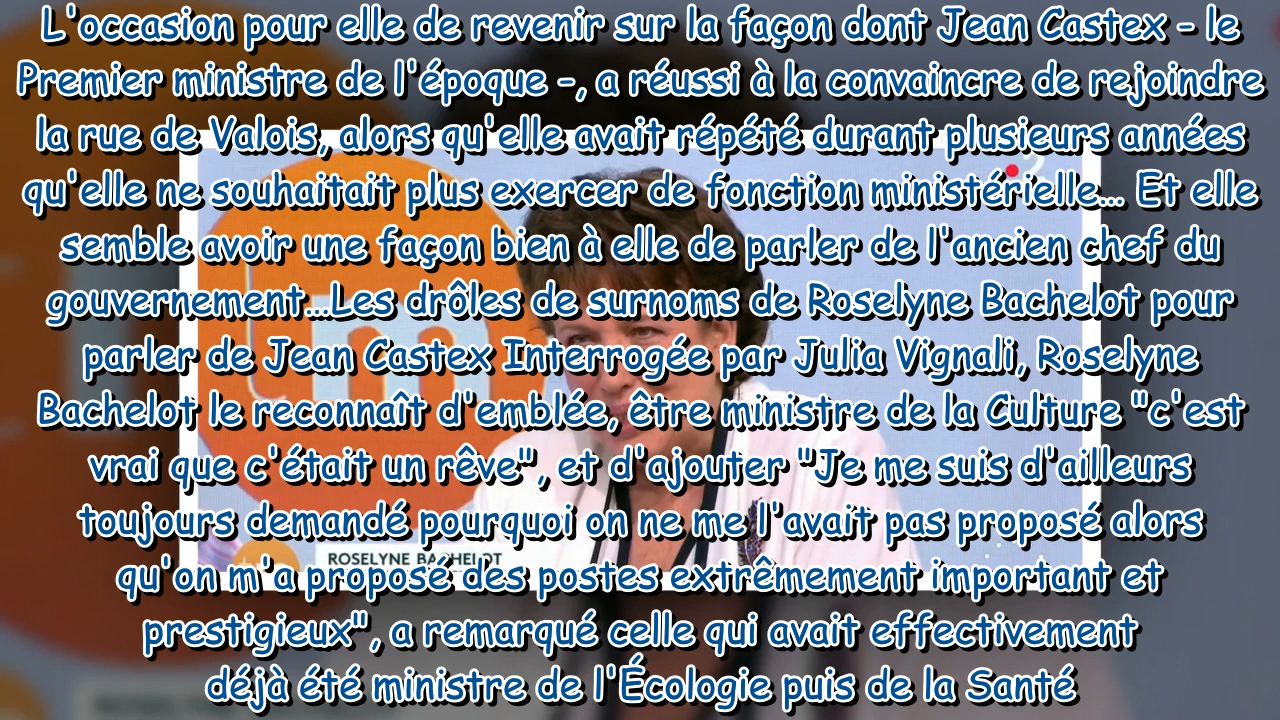 L'occasion pour elle de revenir sur la façon dont Jean Castex – le
Premier ministre de l'époque –, a réussi à la convaincre de rejoindre
la rue de Valois, alors qu'elle avait répété durant plusieurs années
qu'elle ne souhaitait plus exercer de fonction ministérielle... Et elle
semble avoir une façon bien à elle de parler de l'ancien chef du
gouvernement...Les drôles de surnoms de Roselyne Bachelot pour
parler de Jean Castex Interrogée par Julia Vignali, Roselyne
Bachelot le reconnaît d'emblée, être ministre de la Culture "c'est
vrai que c'était un rêve", et d'ajouter "Je me suis d'ailleurs
toujours demandé pourquoi on ne me l'avait pas proposé alors
ROSELYNE BACHELOT
qu'on m'a proposé des postes extrêmement important et
prestigieux", a remarqué celle qui avait effectivement
déjà été ministre de l'Écologie puis de la Santé